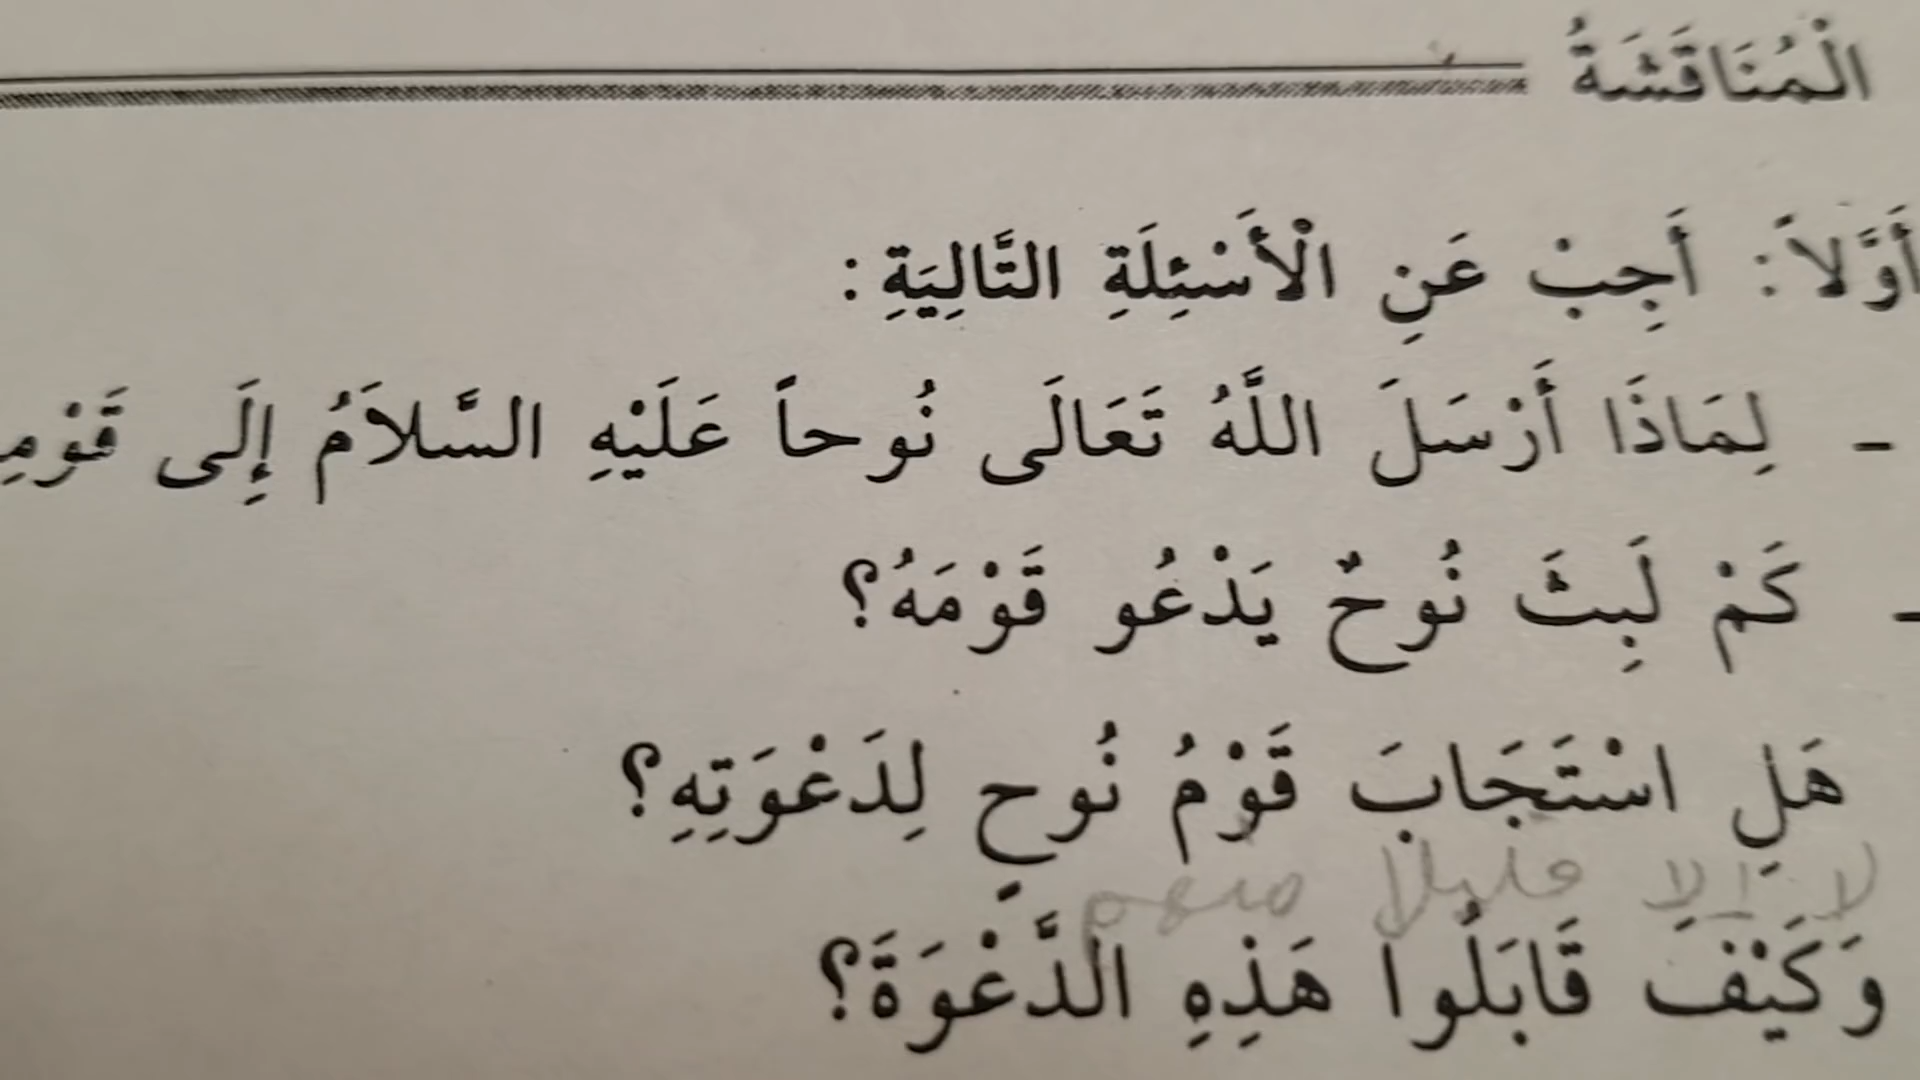 الْمُنَاقَشَةُ
أَوَّلاً: أَجِبْ عَنِ الْأَسْئِلَةِ التَّالِيَةِ:
- لِمَاذَا أَرْسَلَ اللَّهُ تَعَالَى نُوحاً عَلَيْهِ السَّلاَمُ إِلَى قَوْمِ
- كَمْ لَبِثَ نُوحٌ يَدْعُو قَوْمَهُ؟
هَلِ اسْتَجَابَ قَوْمُ نُوحٍ لِدَعْوَتِهِ؟
لا إلا قليلا منهم
وَكَيْفَ قَابَلُوا هَذِهِ الدَّعْوَةَ؟